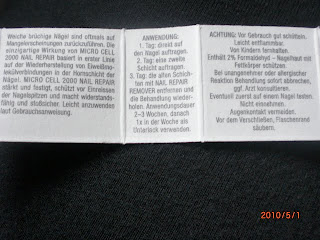 Weiche brüchige Nägel sind oftmals auf
Mangelerscheinungen zurückzuführen. Die
einzigartige Wirkung von MICRO CELL
2000 NAIL REPAIR basiert in erster Linie
auf der Wiederherstellung von Eiweißmo-
lekülverbindungen in der Hornschicht der
Nägel. MICRO CELL 2000 NAIL REPAIR
stärkt und festigt, schützt vor Einreissen
der Nagelspitzen und macht widerstands-
fähig und stoßfest. Leicht anzuwenden
laut Gebrauchsanweisung.
ANWENDUNG:
1. Tag: direkt auf
den Nagel auftragen.
2. Tag: eine zweite
Schicht auftragen.
3. Tag: die alten Schich-
ten mit NAIL REPAIR
REMOVER entfernen und
die Behandlung wieder-
holen. Anwendungsdauer
2-3 Wochen, danach
1x in der Woche als
Unterlack verwenden.
ACHTUNG: Vor Gebrauch gut schütteln.
Leicht entflammbar.
Von Kindern fernhalten.
Enthält 2% Formaldehyd – Nagelhaut mit
Fettkörper schützen.
Bei unangenehmer oder allergischer
Reaktion Behandlung sofort abbrechen,
ggf. Arzt konsultieren.
Eventuell zuerst auf einem Nagel testen.
Nicht einnehmen.
Augenkontakt vermeiden.
Vor dem Verschließen, Flaschenrand
säubern.
2010/5/1